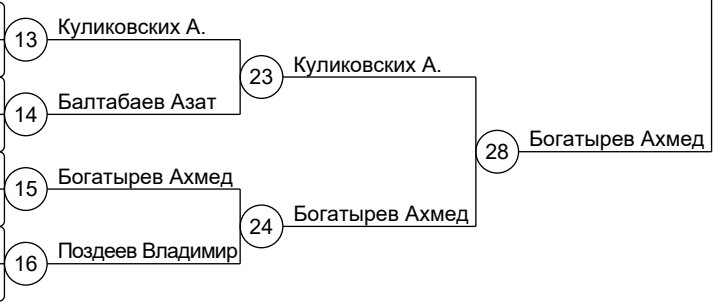 13 Куликовских А.
23 Куликовских А.
14 Балтабаев Азат
28 Богатырев Ахмед
15 Богатырев Ахмед
24 Богатырев Ахмед
16 Поздеев Владимир